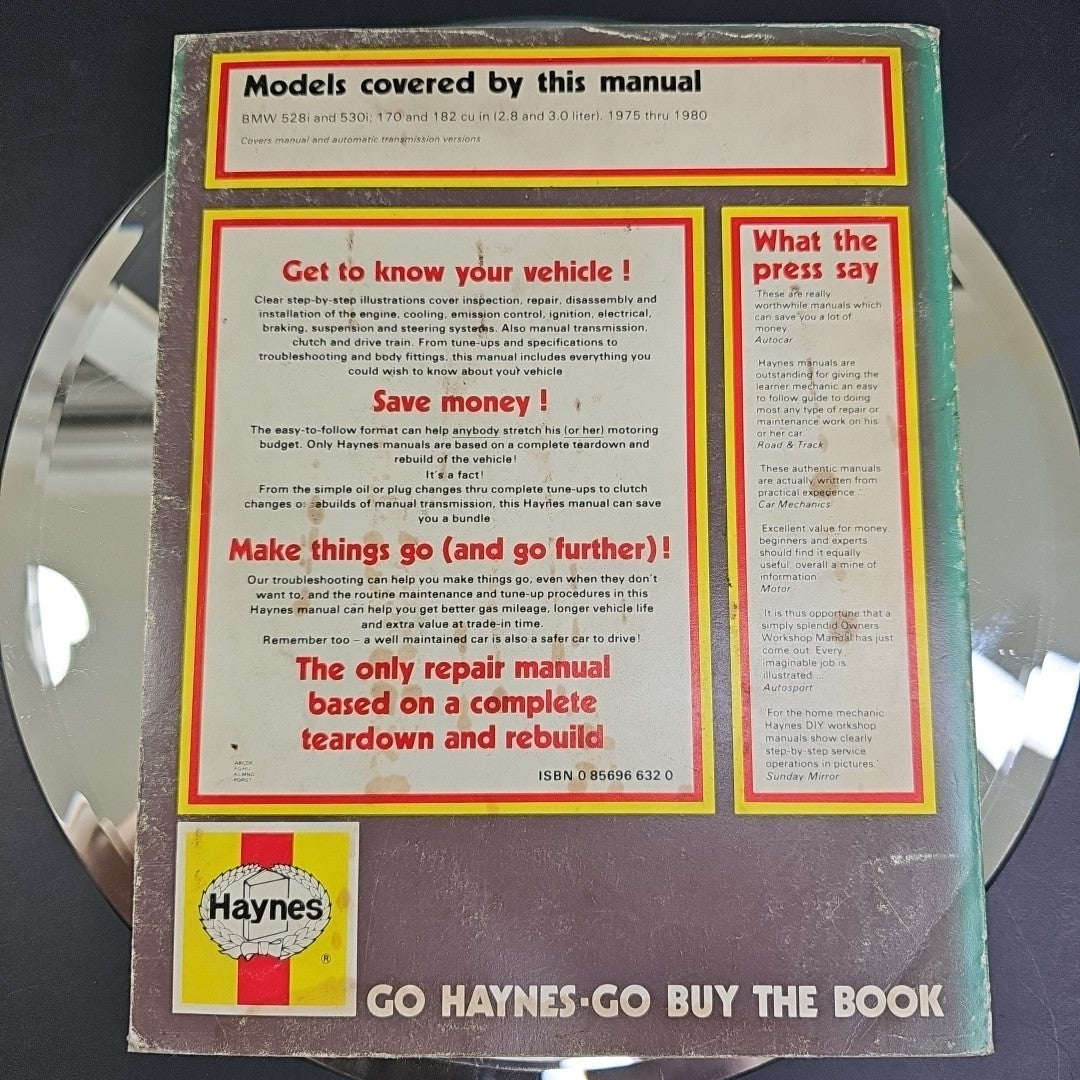 Models covered by this manual
BMW 528i and 530i; 170 and 182 cu in (2.8 and 3.0 liter). 1975 thru 1980
Covers manual and automatic transmission versions
Get to know your vehicle !
Clear step-by-step illustrations cover inspection, repair, disassembly and
installation of the engine, cooling, emission control, ignition, electrical,
braking, suspension and steering systems. Also manual transmission,
clutch and drive train. From tune-ups and specifications to
troubleshooting and body fittings, this manual includes everything you
could wish to know about your vehicle
Save money !
The easy-to-follow format can help anybody stretch his (or her) motoring
budget. Only Haynes manuals are based on a complete teardown and
rebuild of the vehicle!
It's a fact!
From the simple oil or plug changes thru complete tune-ups to clutch
changes or rebuilds of manual transmission, this Haynes manual can save
you a bundle
Make things go (and go further) !
Our troubleshooting can help you make things go, even when they don't
want to, and the routine maintenance and tune-up procedures in this
Haynes manual can help you get better gas mileage, longer vehicle life
and extra value at trade-in time.
Remember too – a well maintained car is also a safer car to drive!
The only repair manual
based on a complete
teardown and rebuild
ABCDE
FGHIJ
KLMNO
PQRST
ISBN 0 85696 632 0
What the
press say
'These are really
worthwhile manuals which
can save you a lot of
money.'
Autocar
'Haynes manuals are
outstanding for giving the
learner mechanic an easy
to follow guide to doing
most any type of repair or
maintenance work on his
or her car.'
Road & Track
'These authentic manuals
are actually written from
practical experience ...'
Car Mechanics
'Excellent value for money,
beginners and experts
should find it equally
useful, overall a mine of
information'
Motor
'It is thus opportune that a
simply splendid Owners
Workshop Manual has just
come out. Every
imaginable job is
illustrated ...'
Autosport
'For the home mechanic
Haynes DIY workshop
manuals show clearly
step-by-step service
operations in pictures.'
Sunday Mirror
Haynes
®
GO HAYNES-GO BUY THE BOOK